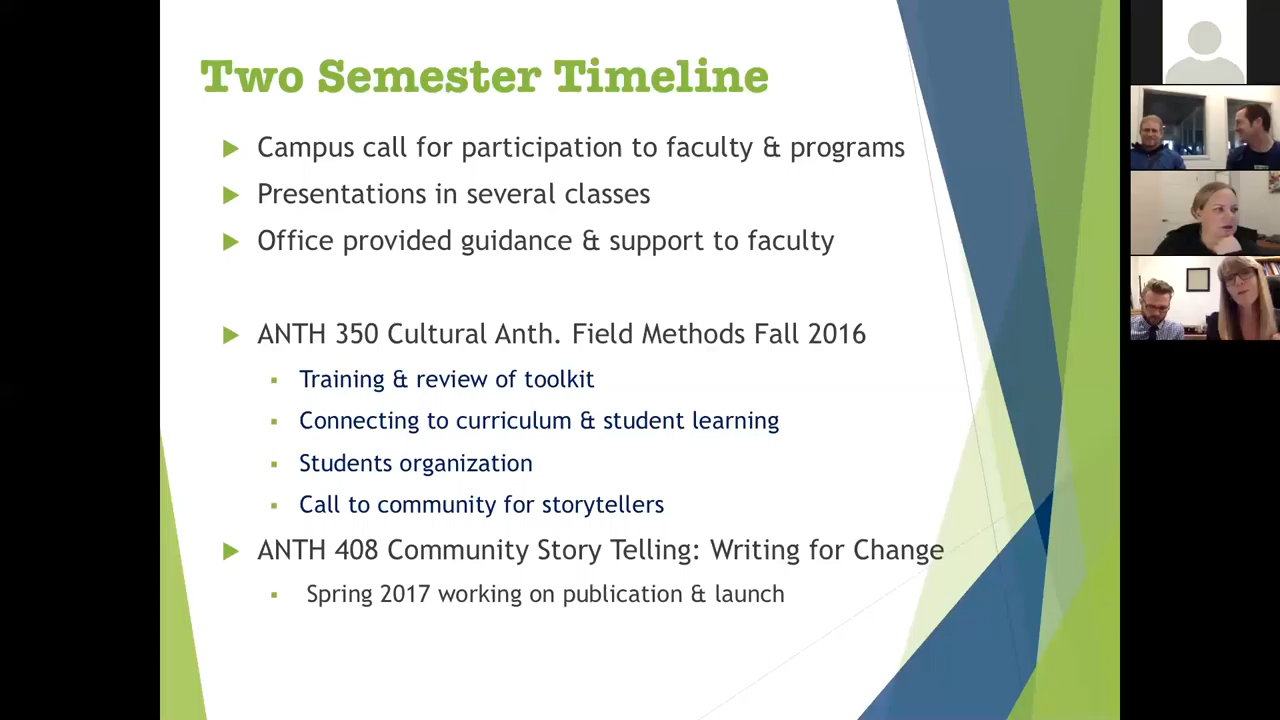 Two Semester Timeline
Campus call for participation to faculty & programs
Presentations in several classes
Office provided guidance & support to faculty
ANTH 350 Cultural Anth. Field Methods Fall 2016
Training & review of toolkit
Connecting to curriculum & student learning
Students organization
Call to community for storytellers
ANTH 408 Community Story Telling: Writing for Change
Spring 2017 working on publication & launch